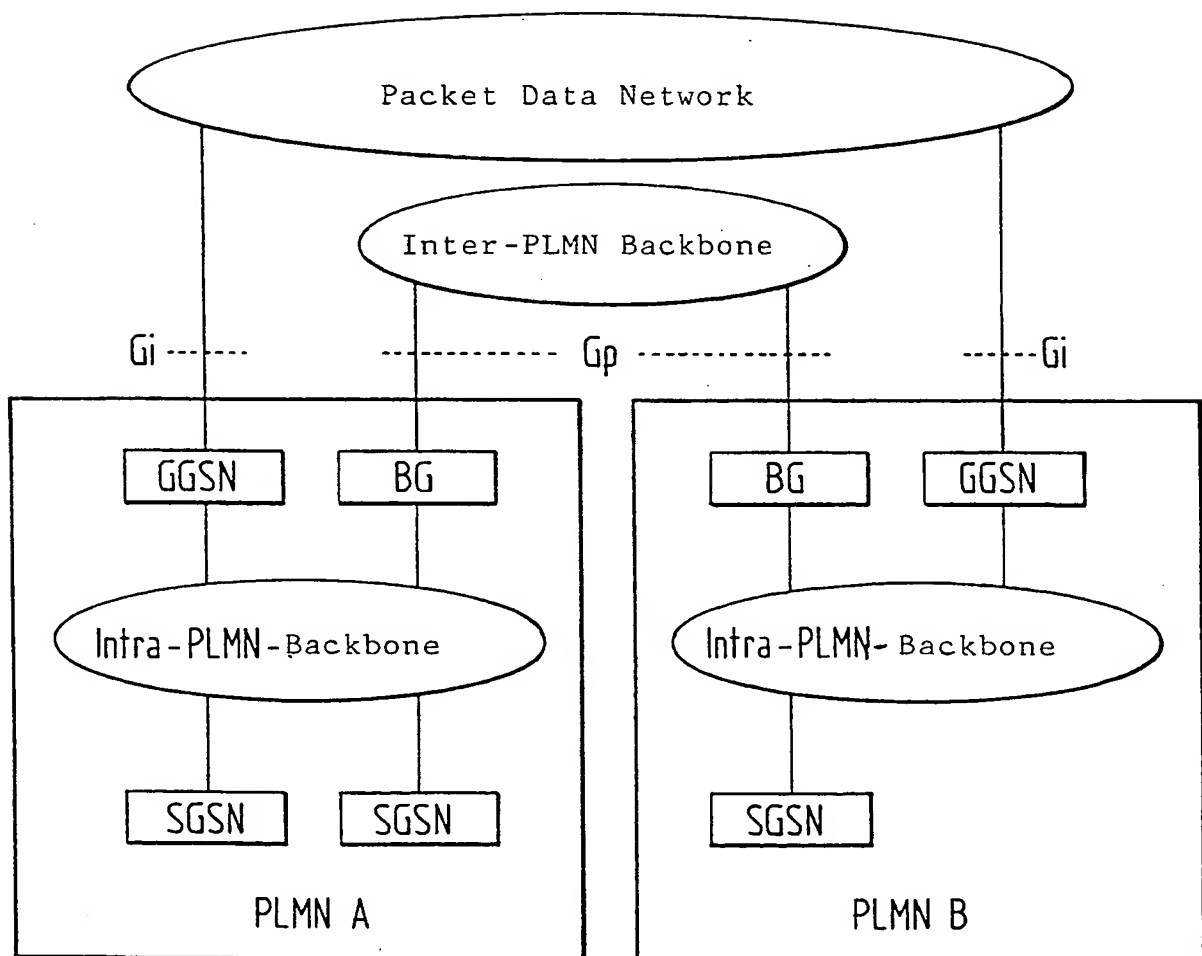 Packet Data Network
Inter-PLMN Backbone
Gi Gp Gi
GGSN BG BG GGSN
Intra-PLMN-Backbone Intra-PLMN-Backbone
SGSN SGSN SGSN
PLMN A PLMN B